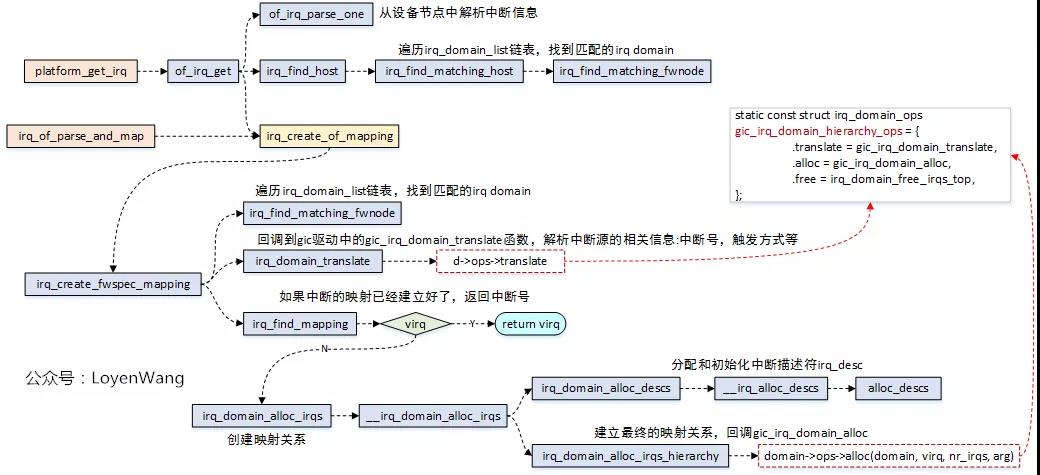 of_irq_parse_one
从设备节点中解析中断信息
遍历irq_domain_list链表，找到匹配的irq domain
platform_get_irq
of_irq_get
irq_find_host
irq_find_matching_host
irq_find_matching_fwnode
irq_of_parse_and_map
irq_create_of_mapping
static const struct irq_domain_ops
gic_irq_domain_hierarchy_ops = {
.translate = gic_irq_domain_translate,
.alloc = gic_irq_domain_alloc,
.free = irq_domain_free_irqs_top,
};
遍历irq_domain_list链表，找到匹配的irq domain
irq_find_matching_fwnode
回调到gic驱动中的gic_irq_domain_translate函数，解析中断源的相关信息:中断号，触发方式等
irq_domain_translate
d->ops->translate
irq_create_fwspec_mapping
如果中断的映射已经建立好了，返回中断号
irq_find_mapping
virq
Y
return virq
N
公众号：LoyenWang
分配和初始化中断描述符irq_desc
irq_domain_alloc_descs
__irq_alloc_descs
alloc_descs
irq_domain_alloc_irqs
__irq_domain_alloc_irqs
创建映射关系
建立最终的映射关系，回调gic_irq_domain_alloc
irq_domain_alloc_irqs_hierarchy
domain->ops->alloc(domain, virq, nr_irqs, arg)